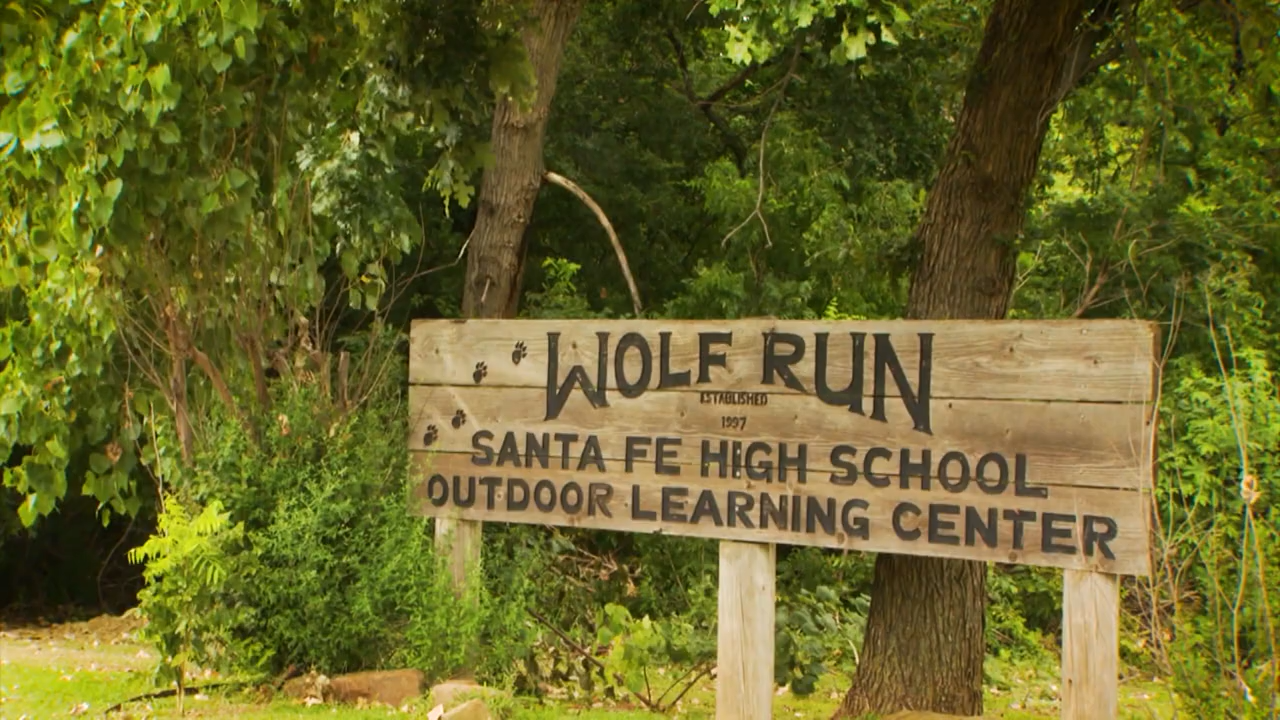 WOLF RUN
ESTABLISHED
1997
SANTA FE HIGH SCHOOL
OUTDOOR LEARNING CENTER